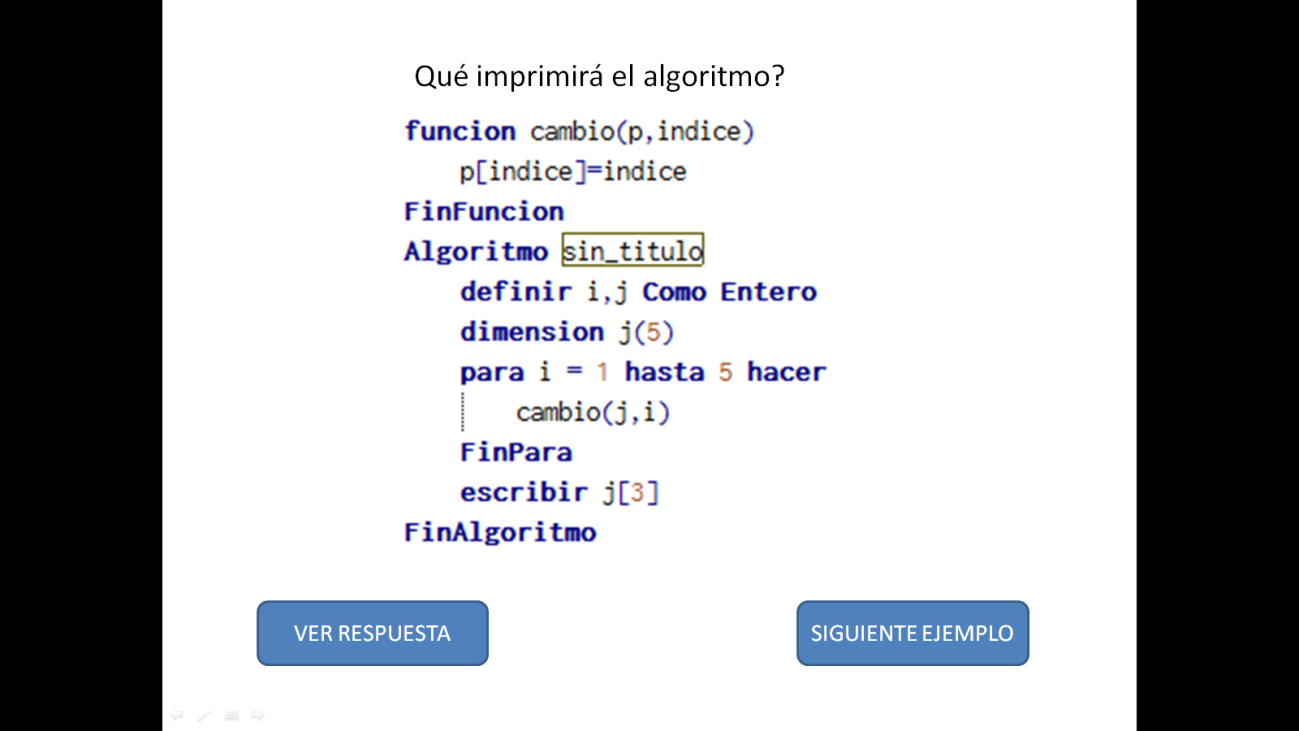 Qué imprimirá el algoritmo?
funcion cambio(p,indice)
p[indice]=indice
FinFuncion
Algoritmo sin_titulo
definir i,j Como Entero
dimension j(5)
para i = 1 hasta 5 hacer
cambio(j,i)
FinPara
escribir j[3]
FinAlgoritmo
VER RESPUESTA
SIGUIENTE EJEMPLO